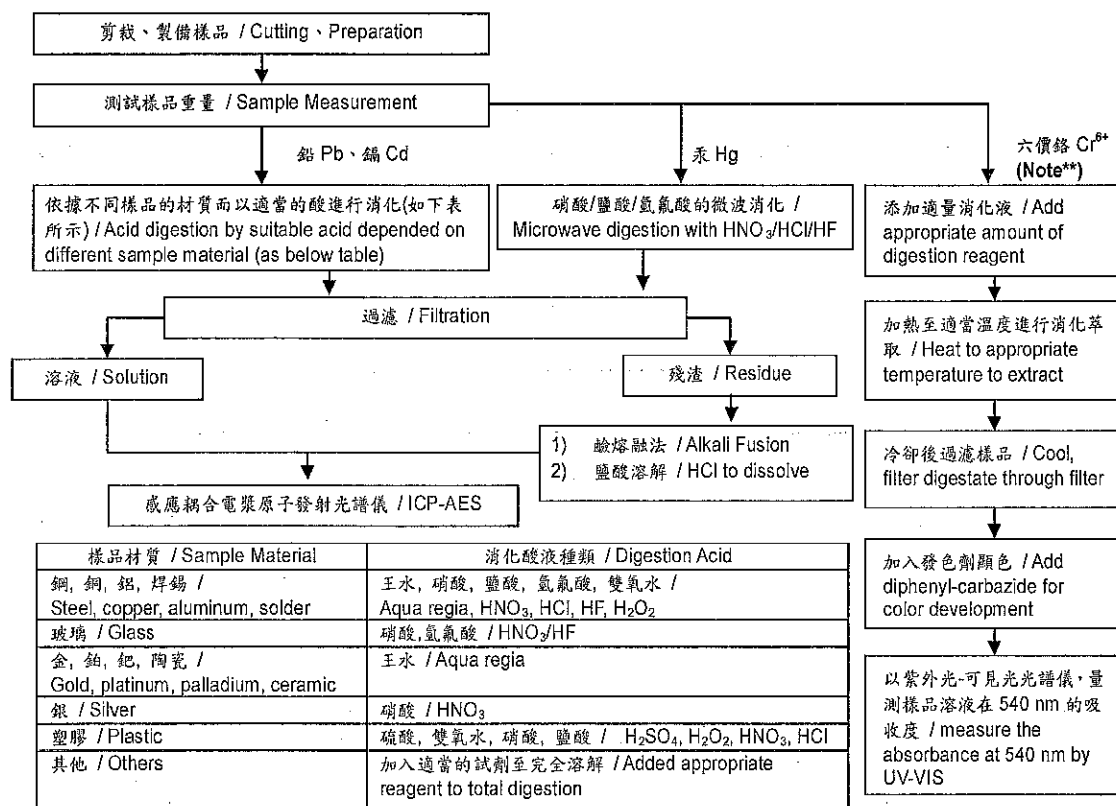 剪裁、製備樣品 / Cutting、Preparation
測試樣品重量 / Sample Measurement
鉛 Pb、鎘 Cd
汞 Hg
六價鉻 Cr⁶⁺
(Note**)
依據不同樣品的材質而以適當的酸進行消化(如下表
所示) / Acid digestion by suitable acid depended on
different sample material (as below table)
硝酸/鹽酸/氫氟酸的微波消化 /
Microwave digestion with HNO₃/HCl/HF
添加適量消化液 / Add
appropriate amount of
digestion reagent
過濾 / Filtration
加熱至適當溫度進行消化萃
取 / Heat to appropriate
temperature to extract
溶液 / Solution
殘渣 / Residue
1) 鹼熔融法 / Alkali Fusion
2) 鹽酸溶解 / HCl to dissolve
冷卻後過濾樣品 / Cool,
filter digestate through filter
感應耦合電漿原子發射光譜儀 / ICP-AES
加入發色劑顯色 / Add
diphenyl-carbazide for
color development
以紫外光-可見光光譜儀，量
測樣品溶液在 540 nm 的吸
收度 / measure the
absorbance at 540 nm by
UV-VIS
樣品材質 / Sample Material
消化酸液種類 / Digestion Acid
鋼, 銅, 鋁, 焊錫 /
Steel, copper, aluminum, solder
王水, 硝酸, 鹽酸, 氫氟酸, 雙氧水 /
Aqua regia, HNO₃, HCl, HF, H₂O₂
玻璃 / Glass
硝酸,氫氟酸 / HNO₃/HF
金, 鉑, 鈀, 陶瓷 /
Gold, platinum, palladium, ceramic
王水 / Aqua regia
銀 / Silver
硝酸 / HNO₃
塑膠 / Plastic
硫酸, 雙氧水, 硝酸, 鹽酸 / H₂SO₄, H₂O₂, HNO₃, HCl
其他 / Others
加入適當的試劑至完全溶解 / Added appropriate
reagent to total digestion